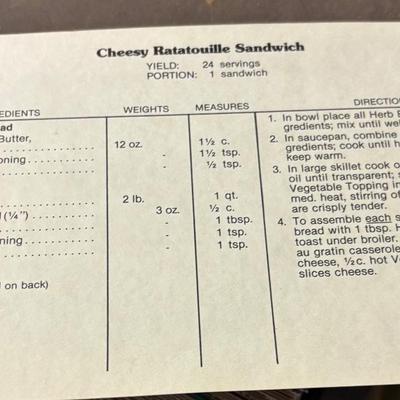 Cheesy Ratatouille Sandwich
YIELD: 24 servings
PORTION: 1 sandwich
EDIENTS WEIGHTS MEASURES DIRECTIO
ad
Butter, 12 oz. 1½ c.
oning . . . . . . . . . . . . - 1½ tsp.
. . . . . . . . . . . . - ½ tsp.
. . . . . . . . . . . . 2 lb. 1 qt.
l (¼") . . . . . . . . . . . 3 oz. ½ c.
. . . . . . . . . . . . - 1 tbsp.
ning . . . . . . . . . . . . - 1 tsp.
. . . . . . . . . . . . - 1 tsp.
l on back)
1. In bowl place all Herb B
gredients; mix until wel
2. In saucepan, combine
gredients; cook until h
keep warm.
3. In large skillet cook o
oil until transparent; s
Vegetable Topping in
med. heat, stirring of
are crisply tender.
4. To assemble each s
bread with 1 tbsp. H
toast under broiler.
au gratin casserole
cheese, ½c. hot V
slices cheese.